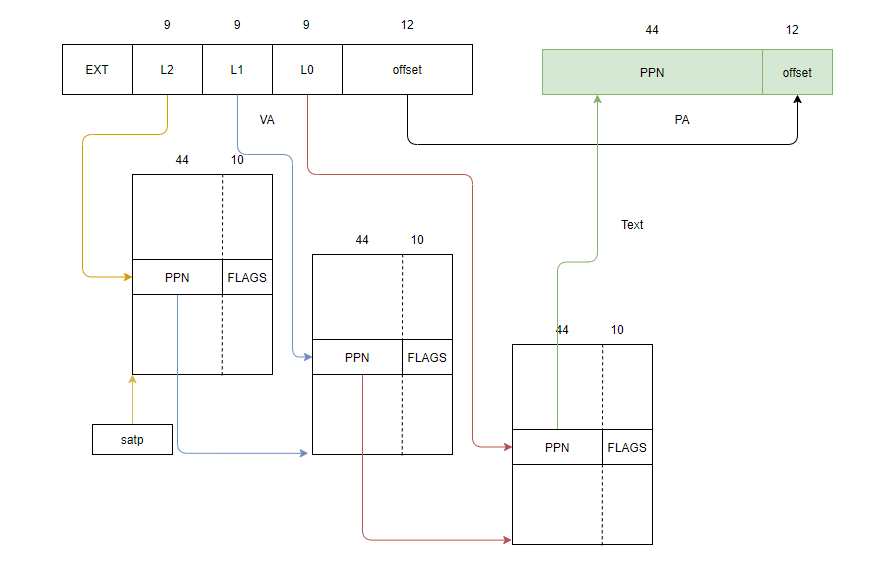 9 9 9 12
44 12
EXT L2 L1 L0 offset
PPN offset
VA
PA
44 10
Text
44 10
PPN FLAGS
44 10
PPN FLAGS
satp
PPN FLAGS